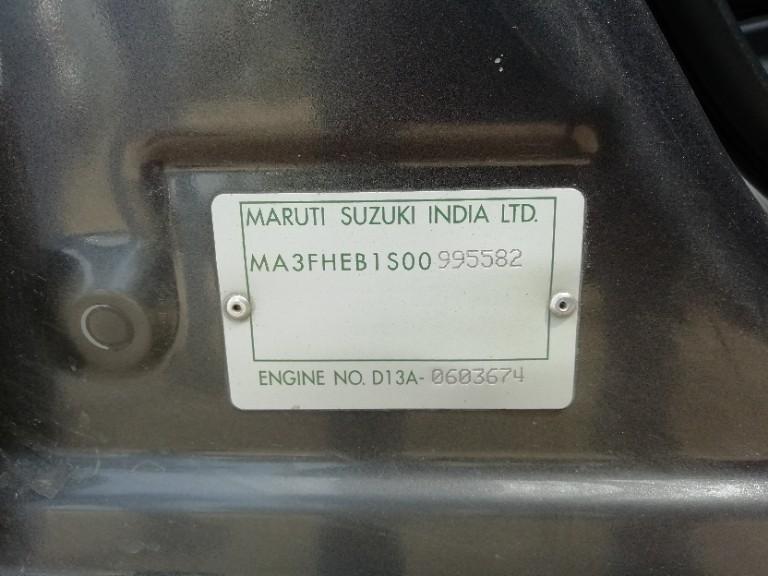 MARUTI SUZUKI INDIA LTD.
MA3FHEB1S00995582
ENGINE NO. D13A-0603674